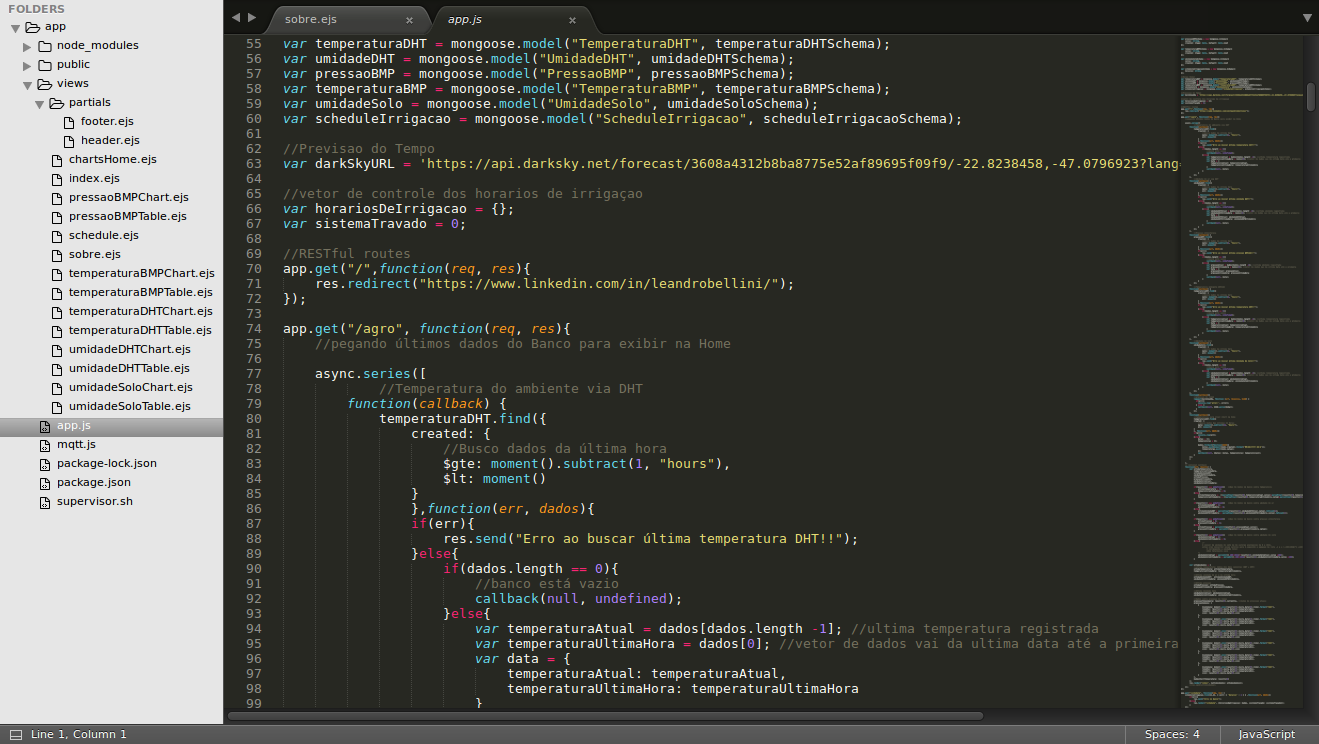 FOLDERS
app
node_modules
public
views
partials
footer.ejs
header.ejs
chartsHome.ejs
index.ejs
pressaoBMPChart.ejs
pressaoBMPTable.ejs
schedule.ejs
sobre.ejs
temperaturaBMPChart.ejs
temperaturaBMPTable.ejs
temperaturaDHTChart.ejs
temperaturaDHTTable.ejs
umidadeDHTChart.ejs
umidadeDHTTable.ejs
umidadeSoloChart.ejs
umidadeSoloTable.ejs
app.js
mqtt.js
package-lock.json
package.json
supervisor.sh
sobre.ejs ×
app.js ×
55 var temperaturaDHT = mongoose.model("TemperaturaDHT", temperaturaDHTSchema);
56 var umidadeDHT = mongoose.model("UmidadeDHT", umidadeDHTSchema);
57 var pressaoBMP = mongoose.model("PressaoBMP", pressaoBMPSchema);
58 var temperaturaBMP = mongoose.model("TemperaturaBMP", temperaturaBMPSchema);
59 var umidadeSolo = mongoose.model("UmidadeSolo", umidadeSoloSchema);
60 var scheduleIrrigacao = mongoose.model("ScheduleIrrigacao", scheduleIrrigacaoSchema);
61
62 //Previsao do Tempo
63 var darkSkyURL = 'https://api.darksky.net/forecast/3608a4312b8ba8775e52af89695f09f9/-22.8238458,-47.0796923?lang=
64
65 //vetor de controle dos horarios de irrigaçao
66 var horariosDeIrrigacao = {};
67 var sistemaTravado = 0;
68
69 //RESTful routes
70 app.get("/",function(req, res){
71 res.redirect("https://www.linkedin.com/in/leandrobellini/");
72 });
73
74 app.get("/agro", function(req, res){
75 //pegando últimos dados do Banco para exibir na Home
76
77 async.series([
78 //Temperatura do ambiente via DHT
79 function(callback) {
80 temperaturaDHT.find({
81 created: {
82 //Busco dados da última hora
83 $gte: moment().subtract(1, "hours"),
84 $lt: moment()
85 }
86 },function(err, dados){
87 if(err){
88 res.send("Erro ao buscar última temperatura DHT!!");
89 }else{
90 if(dados.length == 0){
91 //banco está vazio
92 callback(null, undefined);
93 }else{
94 var temperaturaAtual = dados[dados.length -1]; //ultima temperatura registrada
95 var temperaturaUltimaHora = dados[0]; //vetor de dados vai da ultima data até a primeira
96 var data = {
97 temperaturaAtual: temperaturaAtual,
98 temperaturaUltimaHora: temperaturaUltimaHora
99 }
Line 1, Column 1
Spaces: 4
JavaScript